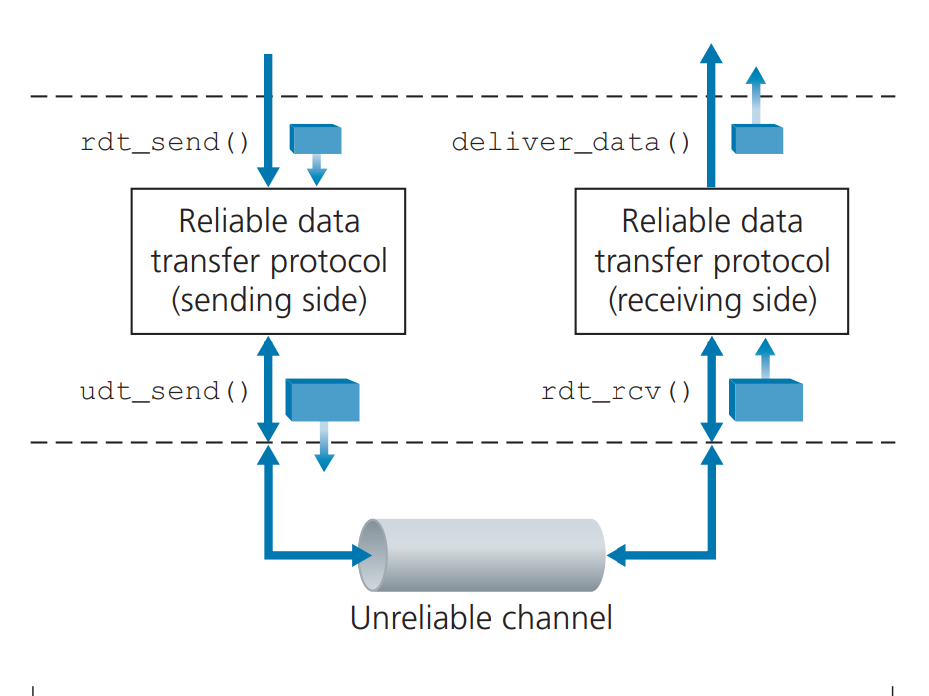 rdt_send()
deliver_data()
Reliable data
transfer protocol
(sending side)
Reliable data
transfer protocol
(receiving side)
udt_send()
rdt_rcv()
Unreliable channel